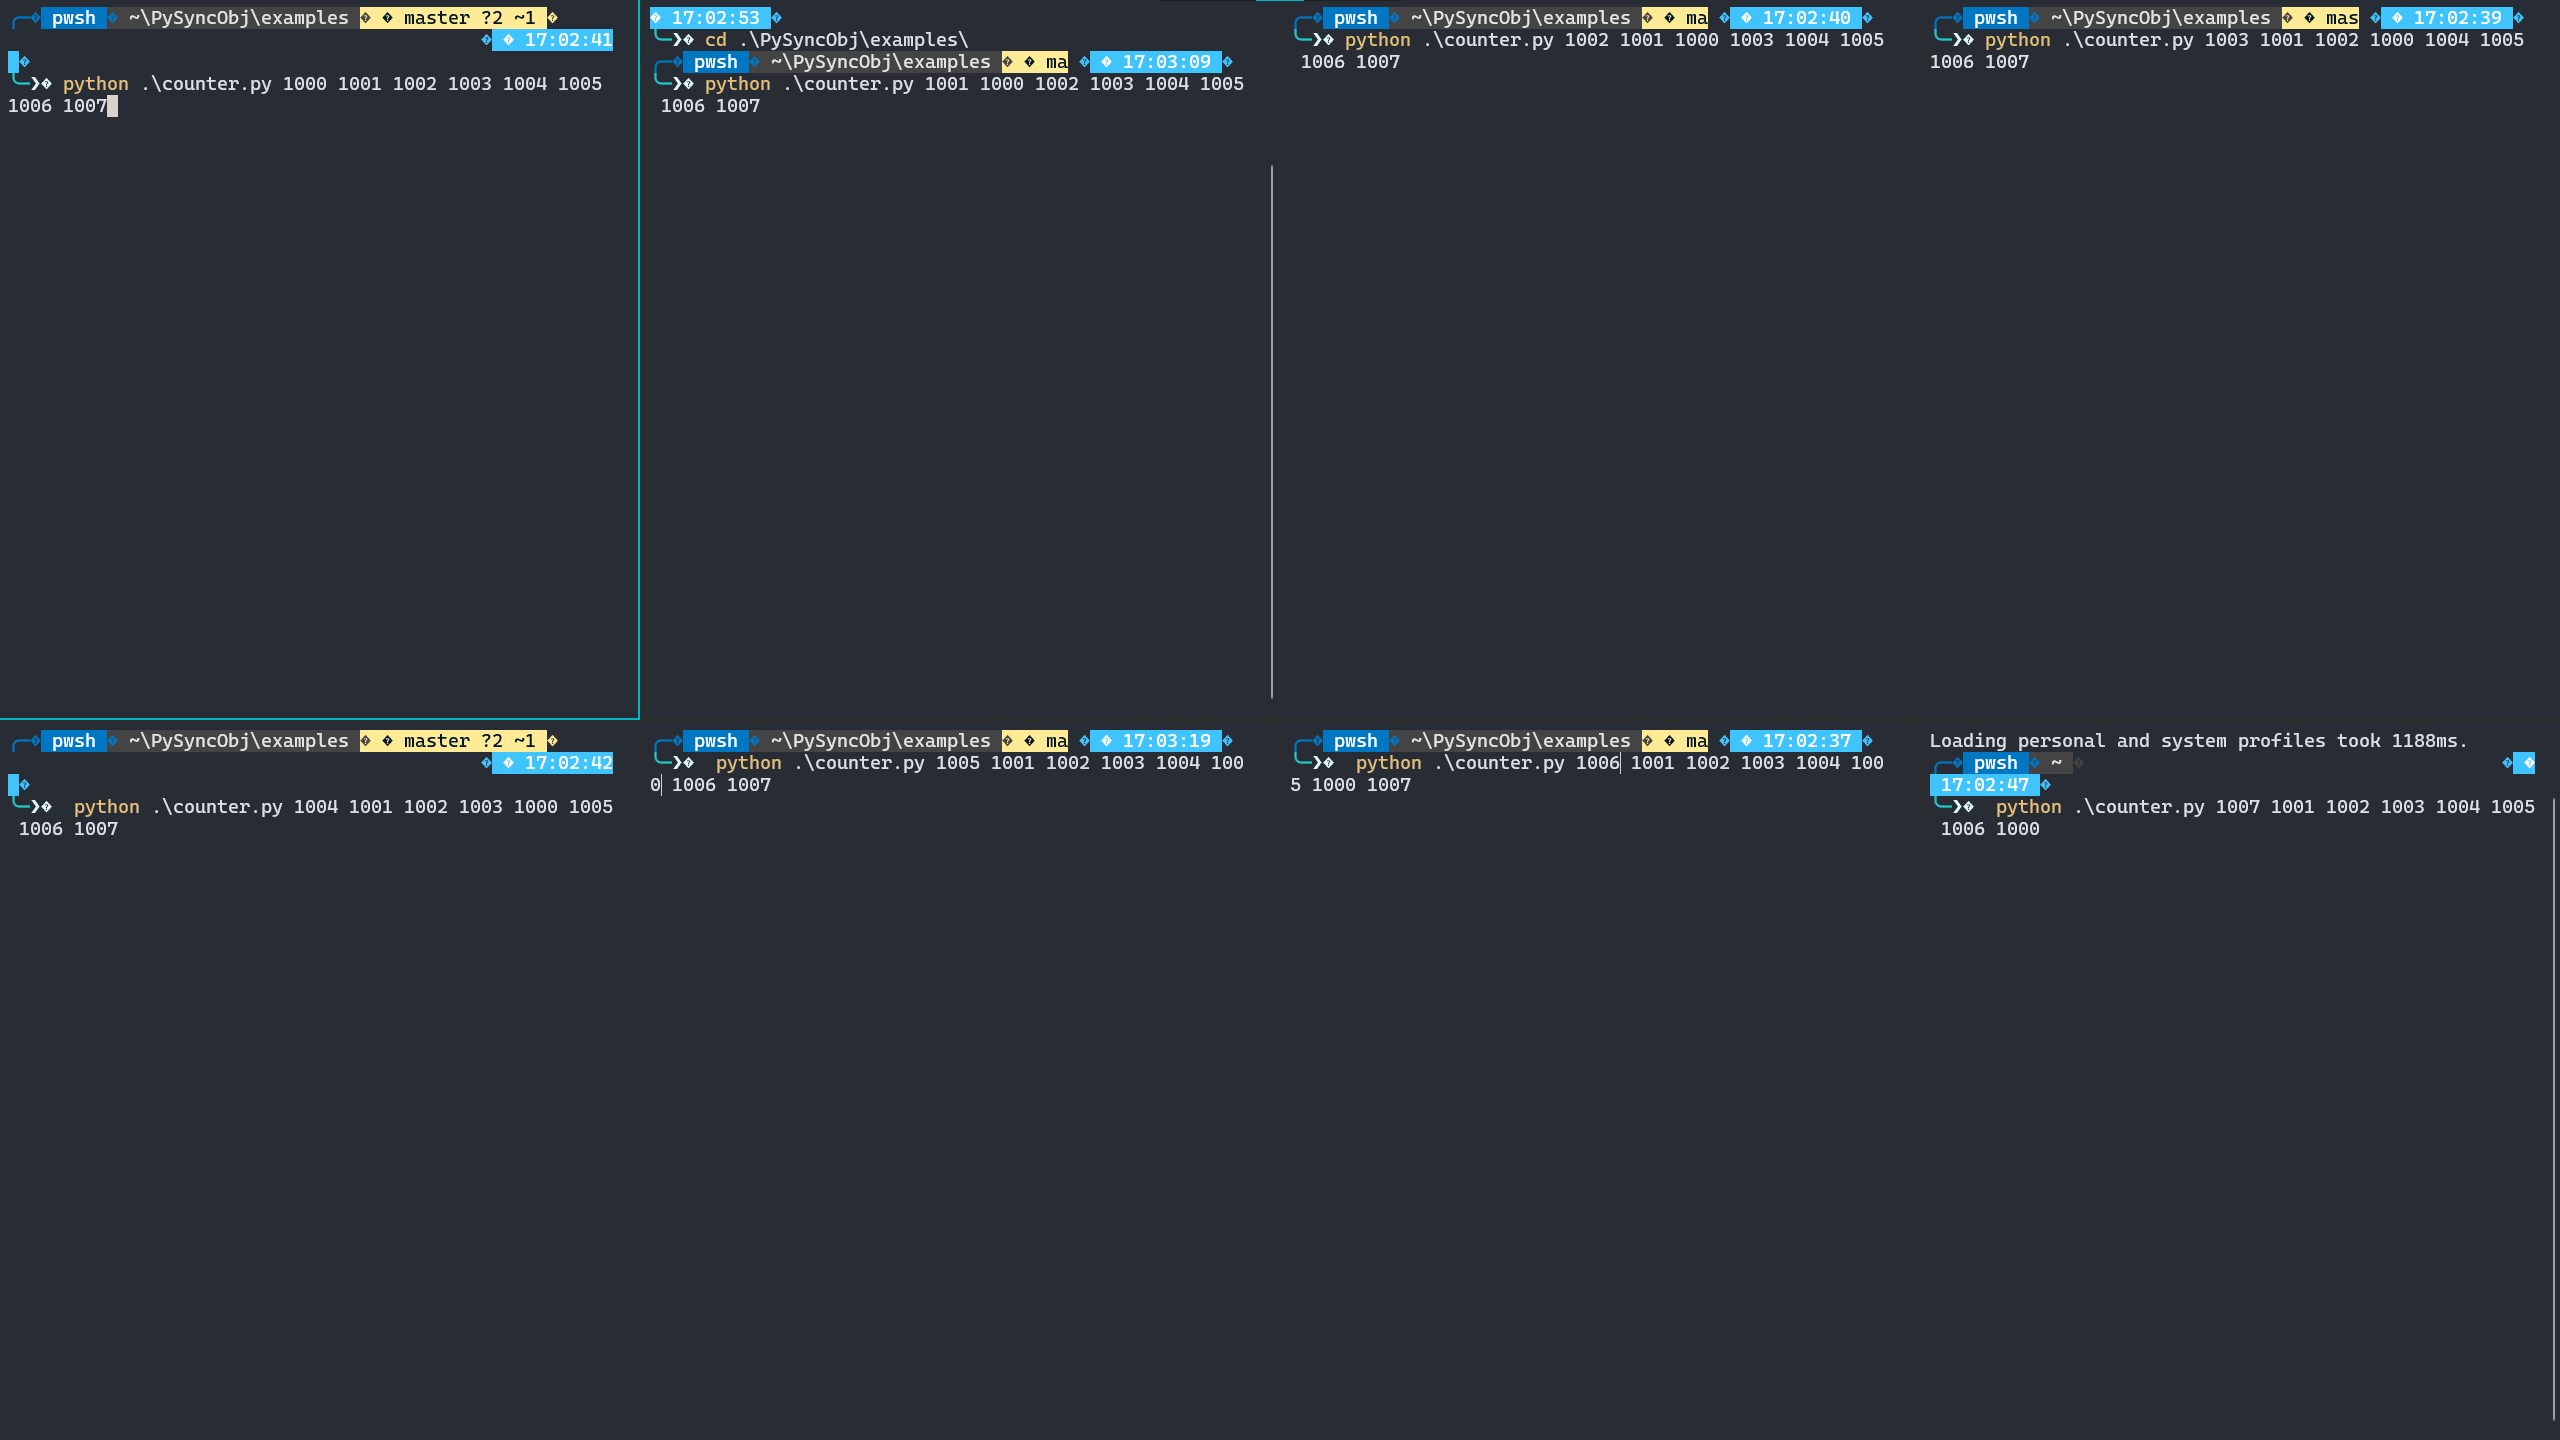 pwsh ~\PySyncObj\examples master ?2 ~1
17:02:41
python .\counter.py 1000 1001 1002 1003 1004 1005
1006 1007
17:02:53
cd .\PySyncObj\examples\
pwsh ~\PySyncObj\examples ma 17:03:09
python .\counter.py 1001 1000 1002 1003 1004 1005
1006 1007
pwsh ~\PySyncObj\examples ma 17:02:40
python .\counter.py 1002 1001 1000 1003 1004 1005
1006 1007
pwsh ~\PySyncObj\examples mas 17:02:39
python .\counter.py 1003 1001 1002 1000 1004 1005
1006 1007
pwsh ~\PySyncObj\examples master ?2 ~1
17:02:42
python .\counter.py 1004 1001 1002 1003 1000 1005
1006 1007
pwsh ~\PySyncObj\examples ma 17:03:19
python .\counter.py 1005 1001 1002 1003 1004 100
0 1006 1007
pwsh ~\PySyncObj\examples ma 17:02:37
python .\counter.py 1006 1001 1002 1003 1004 100
5 1000 1007
Loading personal and system profiles took 1188ms.
pwsh ~
17:02:47
python .\counter.py 1007 1001 1002 1003 1004 1005
1006 1000